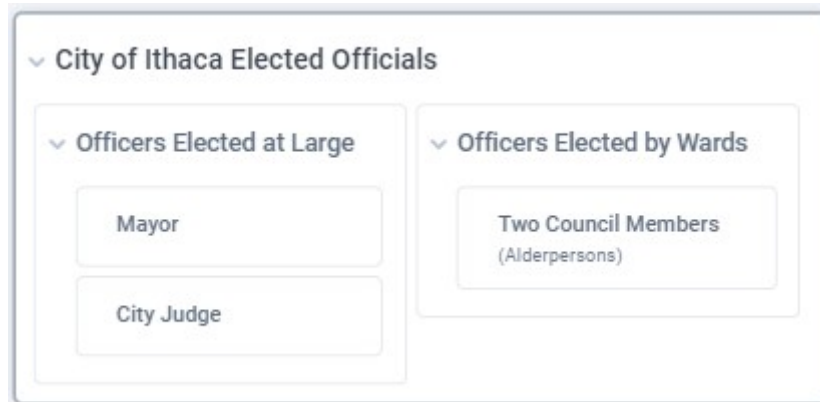 City of Ithaca Elected Officials
Officers Elected at Large
Mayor
City Judge
Officers Elected by Wards
Two Council Members
(Alderpersons)